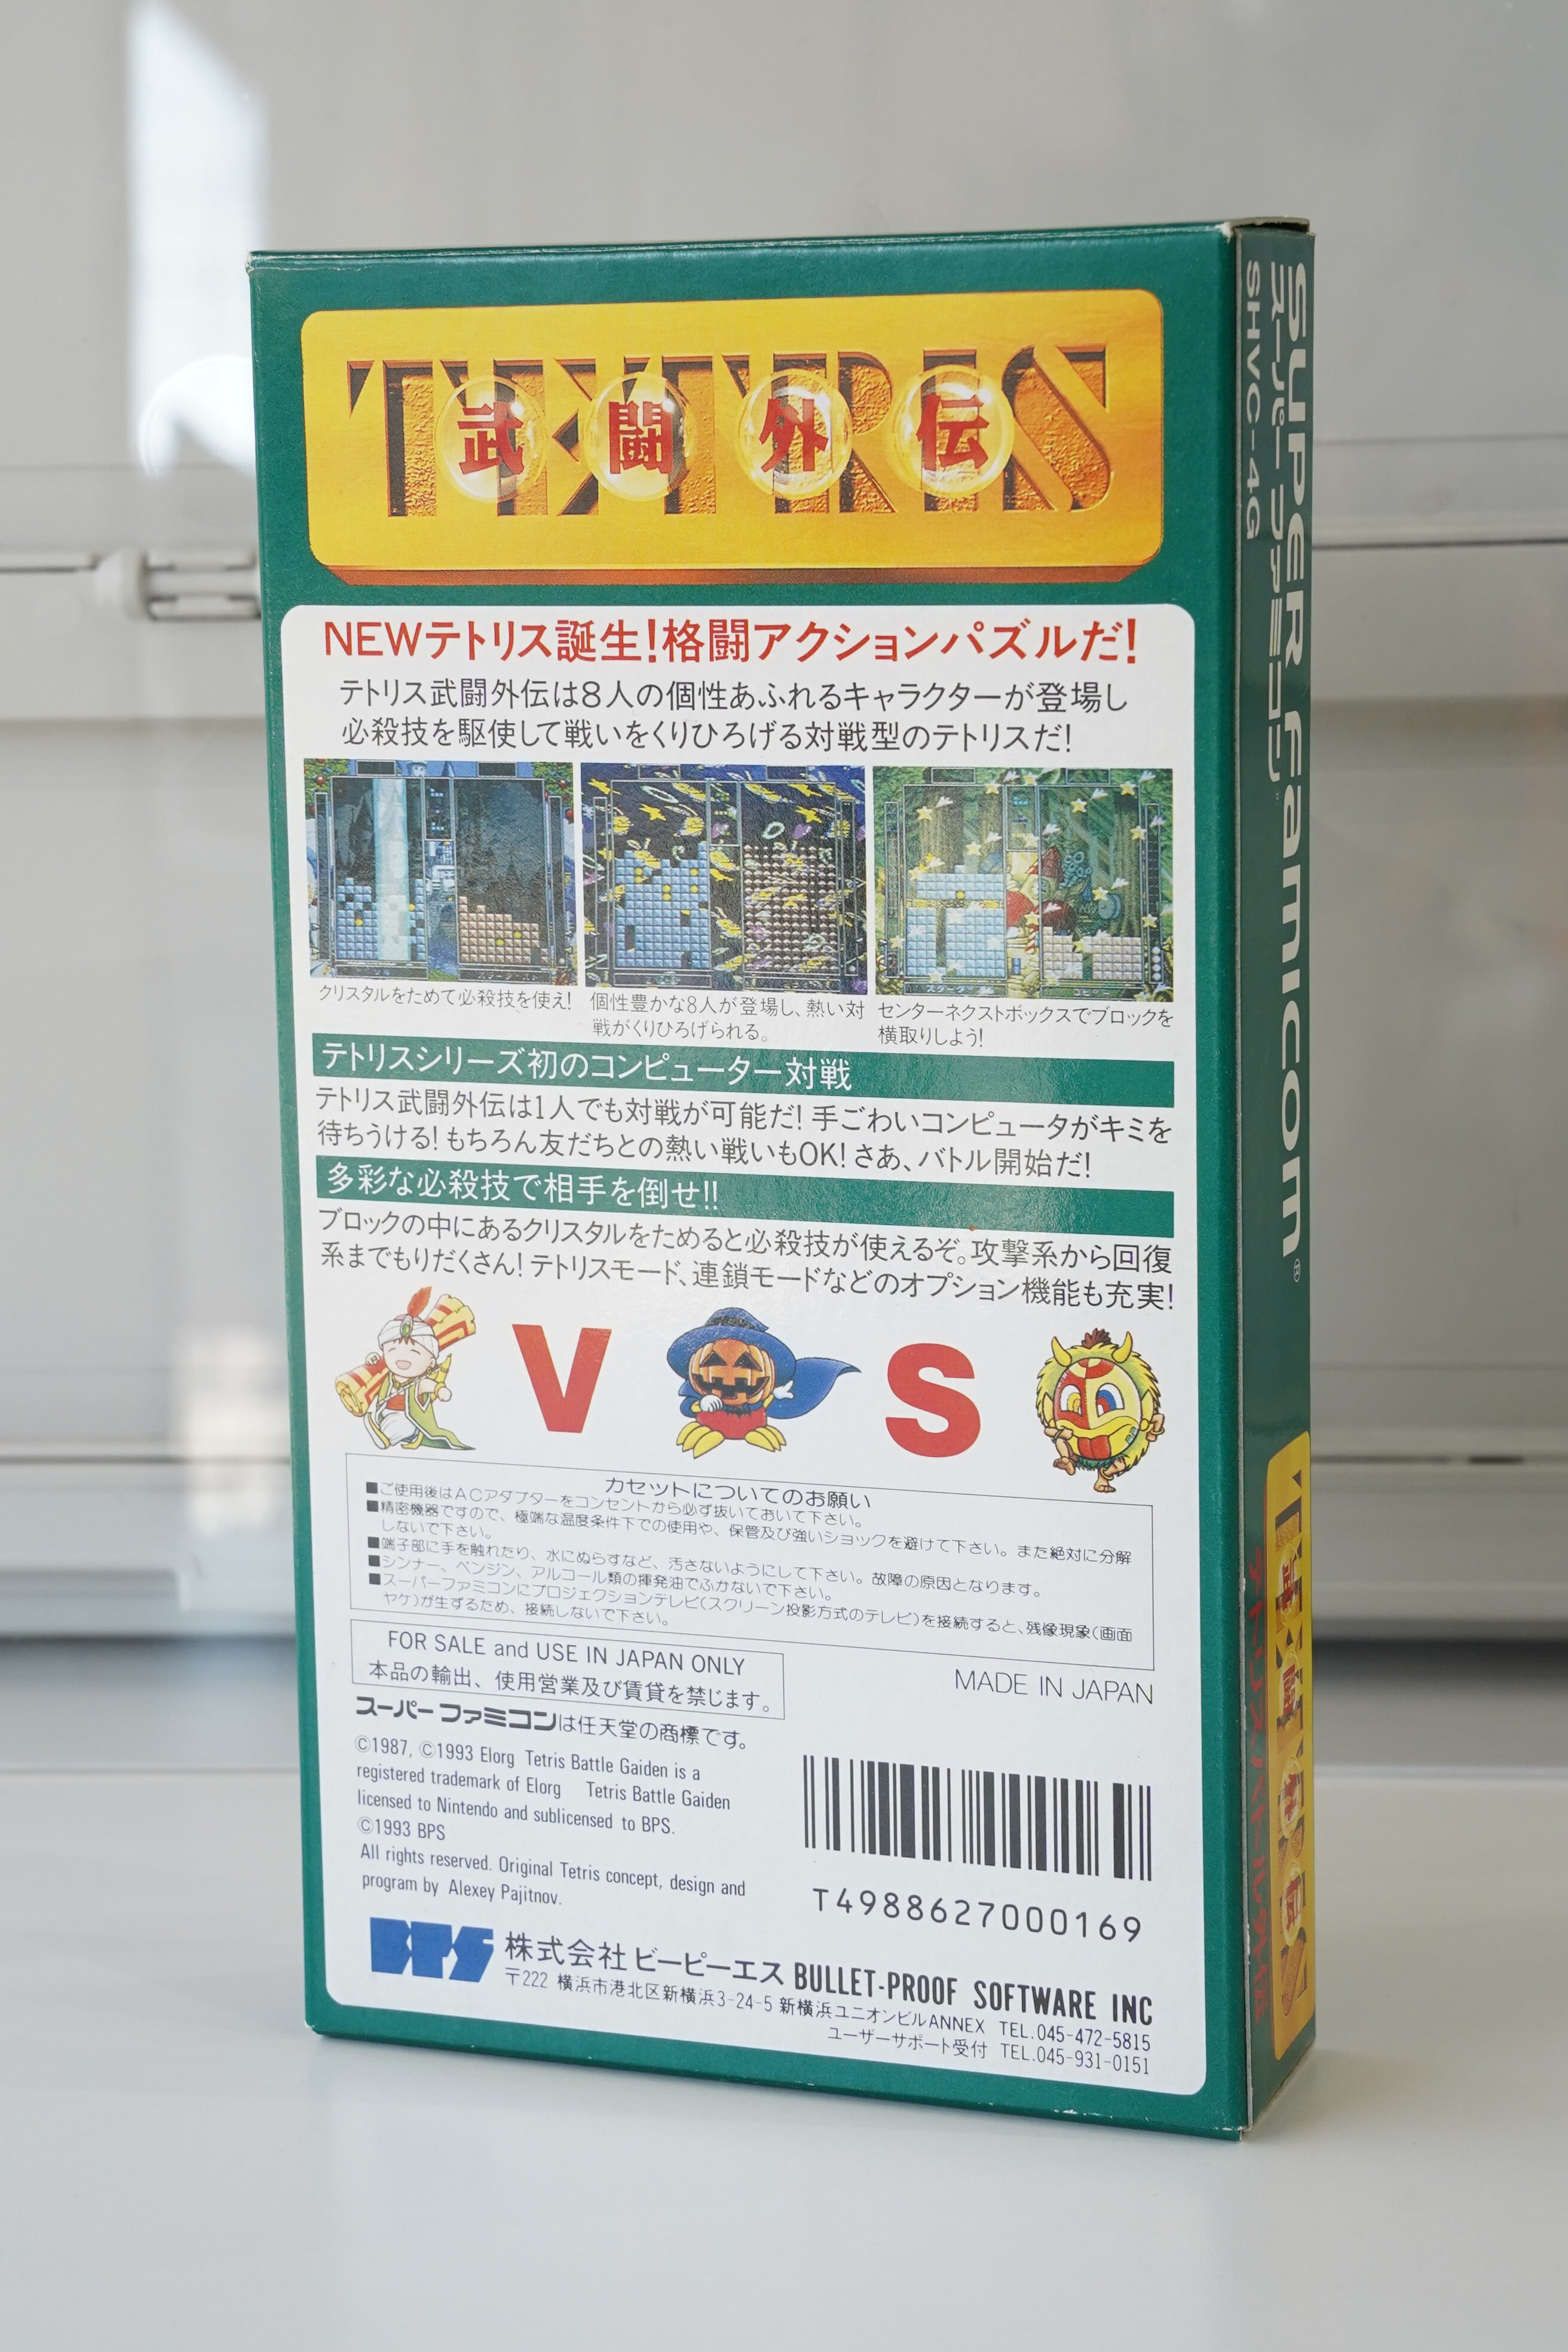 TETRIS
武闘外伝
NEWテトリス誕生!格闘アクションパズルだ!
テトリス武闘外伝は8人の個性あふれるキャラクターが登場し
必殺技を駆使して戦いをくりひろげる対戦型のテトリスだ!
クリスタルをためて必殺技を使え!
個性豊かな8人が登場し、熱い対
戦がくりひろげられる。
センターネクストボックスでブロックを
横取りしよう!
テトリスシリーズ初のコンピューター対戦
テトリス武闘外伝は1人でも対戦が可能だ!手ごわいコンピュータがキミを
待ちうける!もちろん友だちとの熱い戦いもOK!さあ、バトル開始だ!
多彩な必殺技で相手を倒せ!!
ブロックの中にあるクリスタルをためると必殺技が使えるぞ。攻撃系から回復
系までもりだくさん!テトリスモード、連鎖モードなどのオプション機能も充実!
VS
カセットについてのお願い
■ご使用後はACアダプターをコンセントから必ず抜いておいて下さい。
■精密機器ですので、極端な温度条件下での使用や、保管及び強いショックを避けて下さい。また絶対に分解
しないで下さい。
■端子部に手を触れたり、水にぬらすなど、汚さないようにして下さい。故障の原因となります。
■シンナー、ベンジン、アルコール類の揮発油でふかないで下さい。
■スーパーファミコンにプロジェクションテレビ(スクリーン投影方式のテレビ)を接続すると、残像現象(画面
ヤケ)が生ずるため、接続しないで下さい。
FOR SALE and USE IN JAPAN ONLY
本品の輸出、使用営業及び賃貸を禁じます。
MADE IN JAPAN
スーパーファミコンは任天堂の商標です。
©1987, ©1993 Elorg Tetris Battle Gaiden is a
registered trademark of Elorg Tetris Battle Gaiden
licensed to Nintendo and sublicensed to BPS.
©1993 BPS
All rights reserved. Original Tetris concept, design and
program by Alexey Pajitnov.
T4988627000169
BPS 株式会社ビーピーエス BULLET-PROOF SOFTWARE INC
〒222 横浜市港北区新横浜3-24-5 新横浜ユニオンビルANNEX TEL.045-472-5815
ユーザーサポート受付 TEL.045-931-0151
SUPER Famicom®
スーパーファミコン
SHVC-4G
TETRIS
武闘外伝
テトリスバトルガイデン